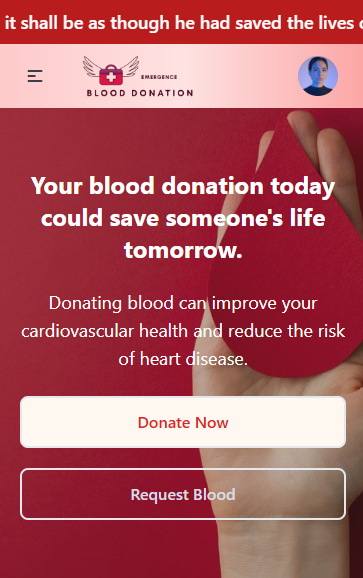 it shall be as though he had saved the lives
EMERGENCE
BLOOD DONATION
Your blood donation today
could save someone's life
tomorrow.
Donating blood can improve your
cardiovascular health and reduce the risk
of heart disease.
Donate Now
Request Blood